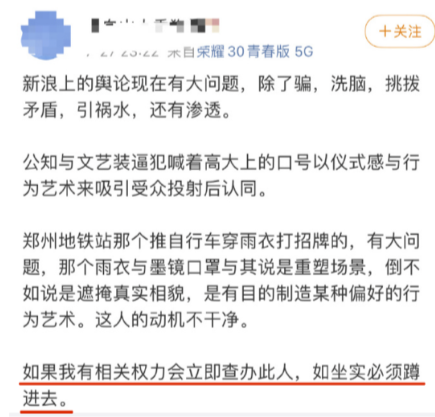 +关注
来自 荣耀30青春版 5G
新浪上的舆论现在有大问题，除了骗，洗脑，挑拨
矛盾，引祸水，还有渗透。
公知与文艺装逼犯喊着高大上的口号以仪式感与行
为艺术来吸引受众投射后认同。
郑州地铁站那个推自行车穿雨衣打招牌的，有大问
题，那个雨衣与墨镜口罩与其说是重塑场景，倒不
如说是遮掩真实相貌，是有目的制造某种偏好的行
为艺术。这人的动机不干净。
如果我有相关权力会立即查办此人，如坐实必须蹲
进去。